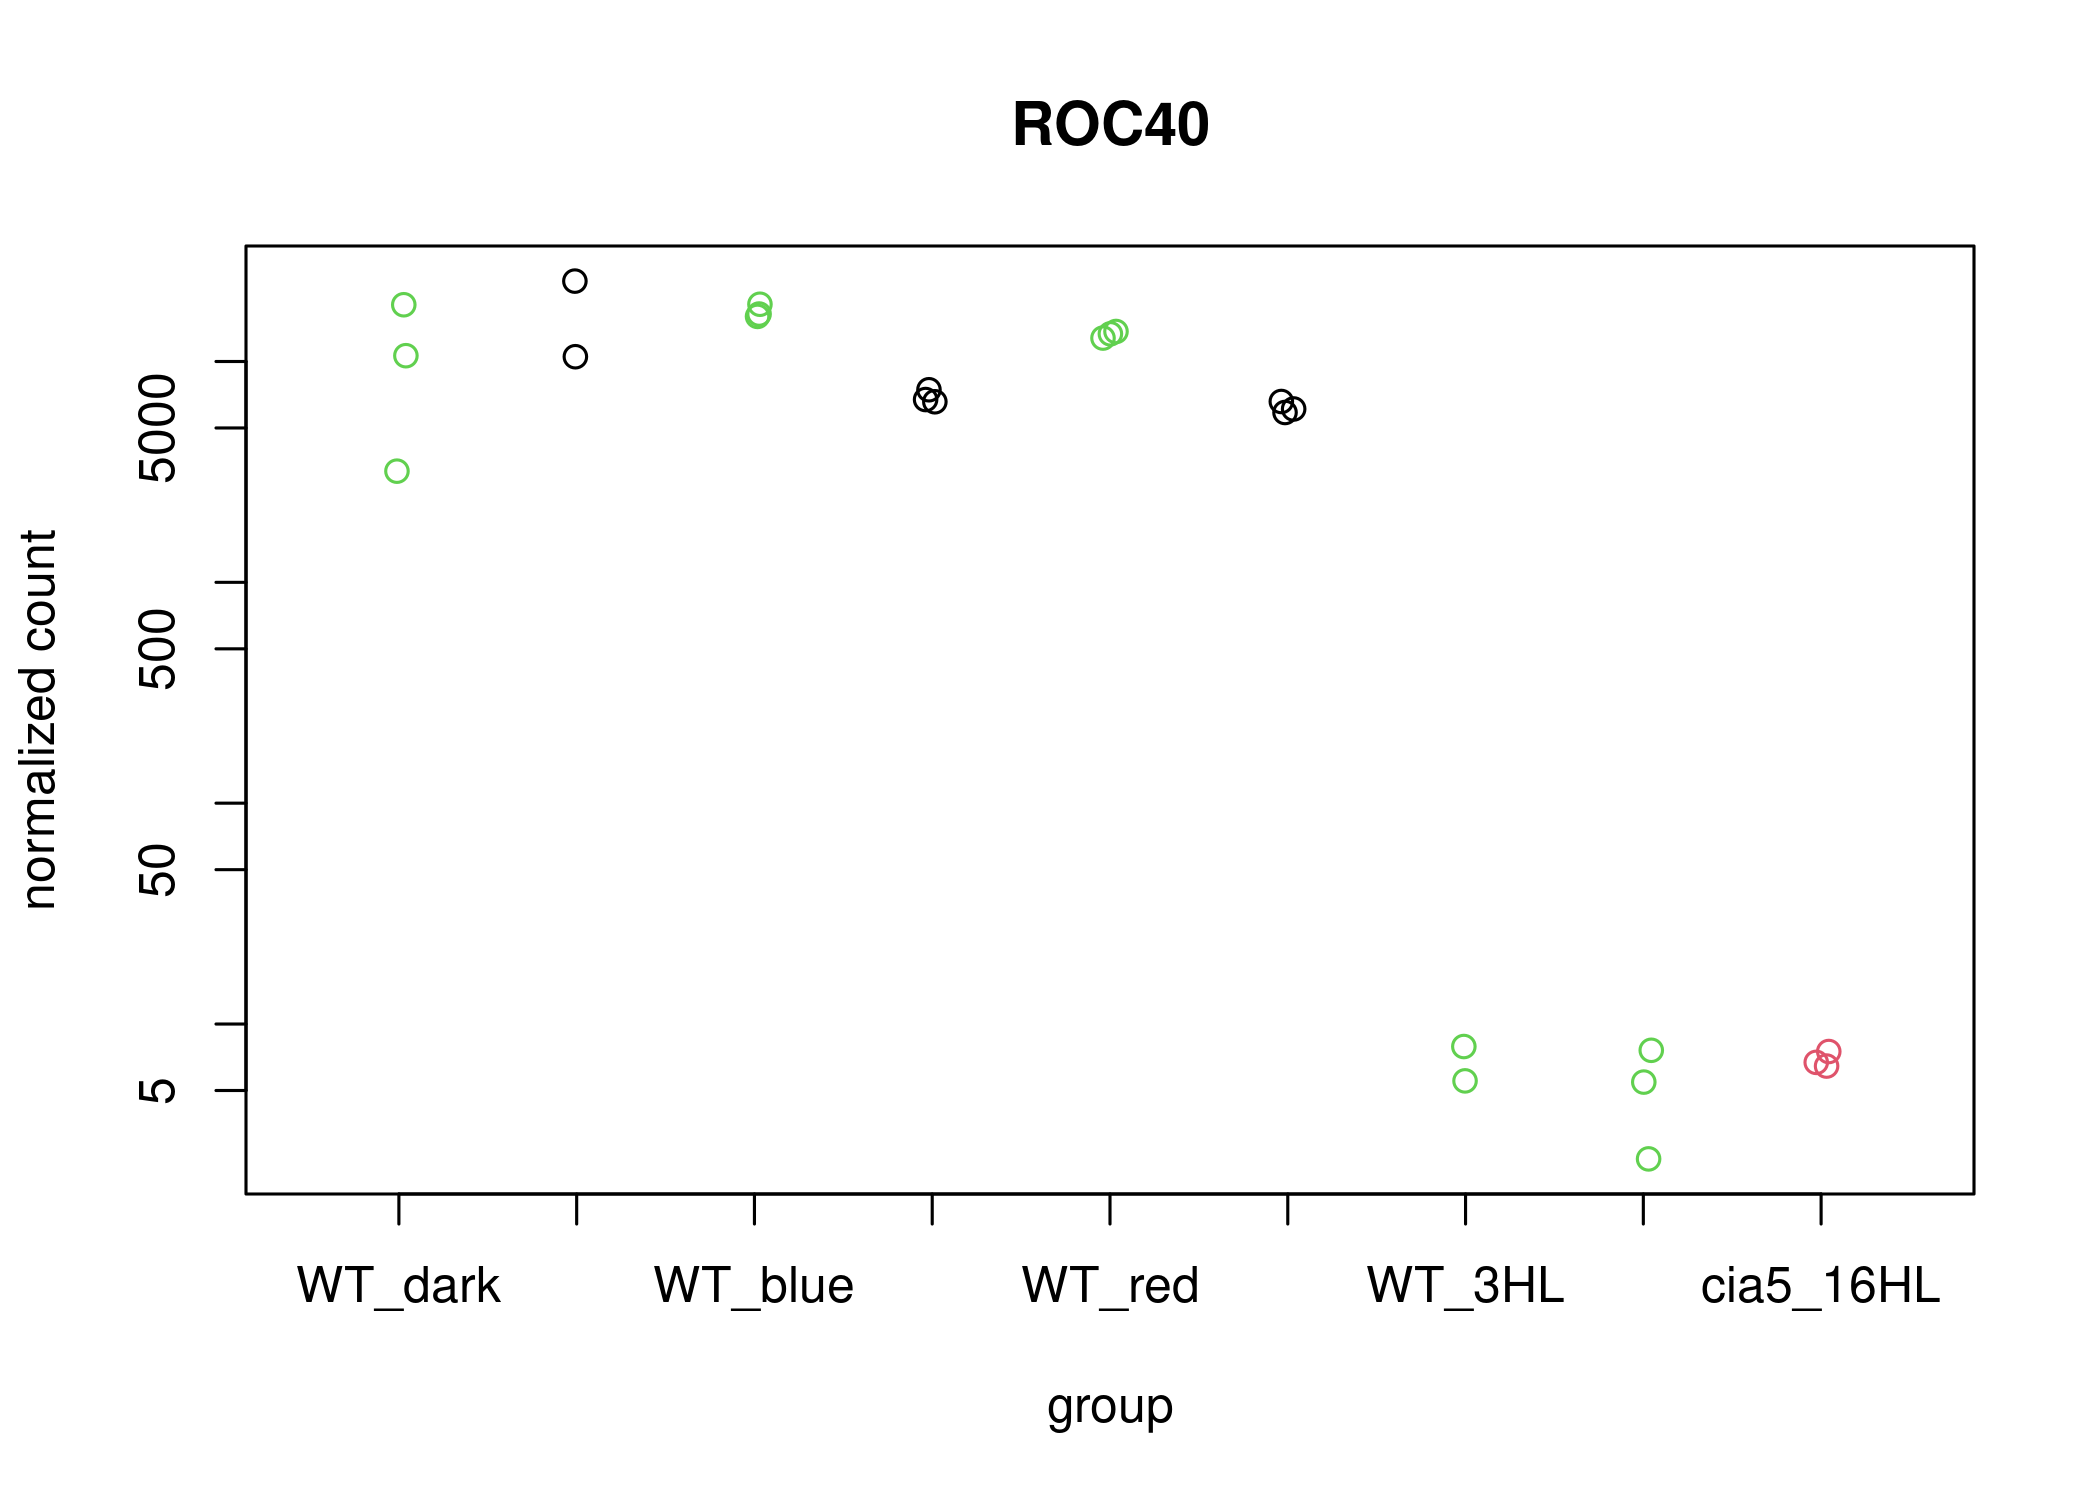 ROC40
normalized count
5000
500
50
5
WT_dark WT_blue WT_red WT_3HL cia5_16HL
group